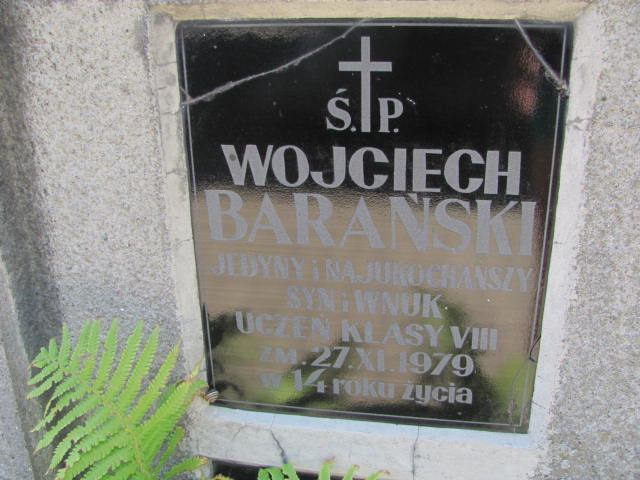 Ś. P.
WOJCIECH
BARAŃSKI
JEDYNY i NAJUKOCHAŃSZY
SYN i WNUK
UCZEŃ KLASY VIII
ZM. 27.XI.1979
w 14 roku życia